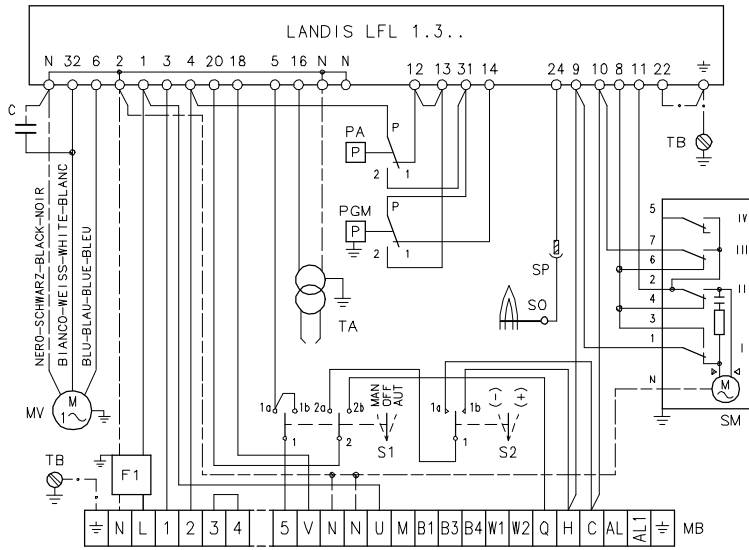 LANDIS LFL 1.3..
N 32 6 2 1 3 4 20 18 5 16 N N 12 13 31 14 24 9 10 8 11 22
C
PA
P
P
2 1
TB
PGM
P
P
2 1
NERO-SCHWARZ-BLACK-NOIR
BIANCO-WEISS-WHITE-BLANC
BLU-BLAU-BLUE-BLEU
SP
SO
TA
5
IV
7
III
6
2
II
4
3
1
I
N
M
SM
M
1
MV
1a 1b 2a 2b
MAN
OFF
AUT
1 2
S1
1a 1b
(-)
(+)
1
S2
TB
F1
N L 1 2 3 4 5 V N N U M B1 B3 B4 W1 W2 Q H C AL AL1
MB